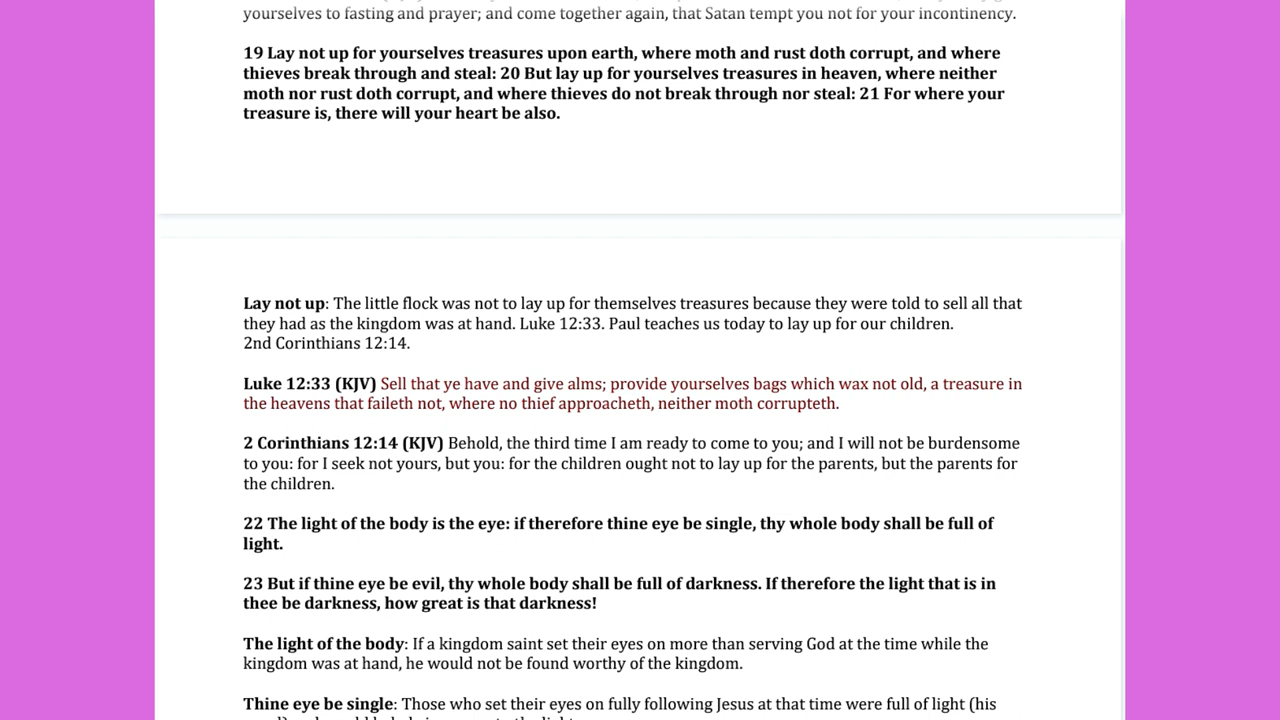 yourselves to fasting and prayer; and come together again, that Satan tempt you not for your incontinency.
19 Lay not up for yourselves treasures upon earth, where moth and rust doth corrupt, and where
thieves break through and steal: 20 But lay up for yourselves treasures in heaven, where neither
moth nor rust doth corrupt, and where thieves do not break through nor steal: 21 For where your
treasure is, there will your heart be also.
Lay not up: The little flock was not to lay up for themselves treasures because they were told to sell all that
they had as the kingdom was at hand. Luke 12:33. Paul teaches us today to lay up for our children.
2nd Corinthians 12:14.
Luke 12:33 (KJV) Sell that ye have and give alms; provide yourselves bags which wax not old, a treasure in
the heavens that faileth not, where no thief approacheth, neither moth corrupteth.
2 Corinthians 12:14 (KJV) Behold, the third time I am ready to come to you; and I will not be burdensome
to you: for I seek not yours, but you: for the children ought not to lay up for the parents, but the parents for
the children.
22 The light of the body is the eye: if therefore thine eye be single, thy whole body shall be full of
light.
23 But if thine eye be evil, thy whole body shall be full of darkness. If therefore the light that is in
thee be darkness, how great is that darkness!
The light of the body: If a kingdom saint set their eyes on more than serving God at the time while the
kingdom was at hand, he would not be found worthy of the kingdom.
Thine eye be single: Those who set their eyes on fully following Jesus at that time were full of light (his